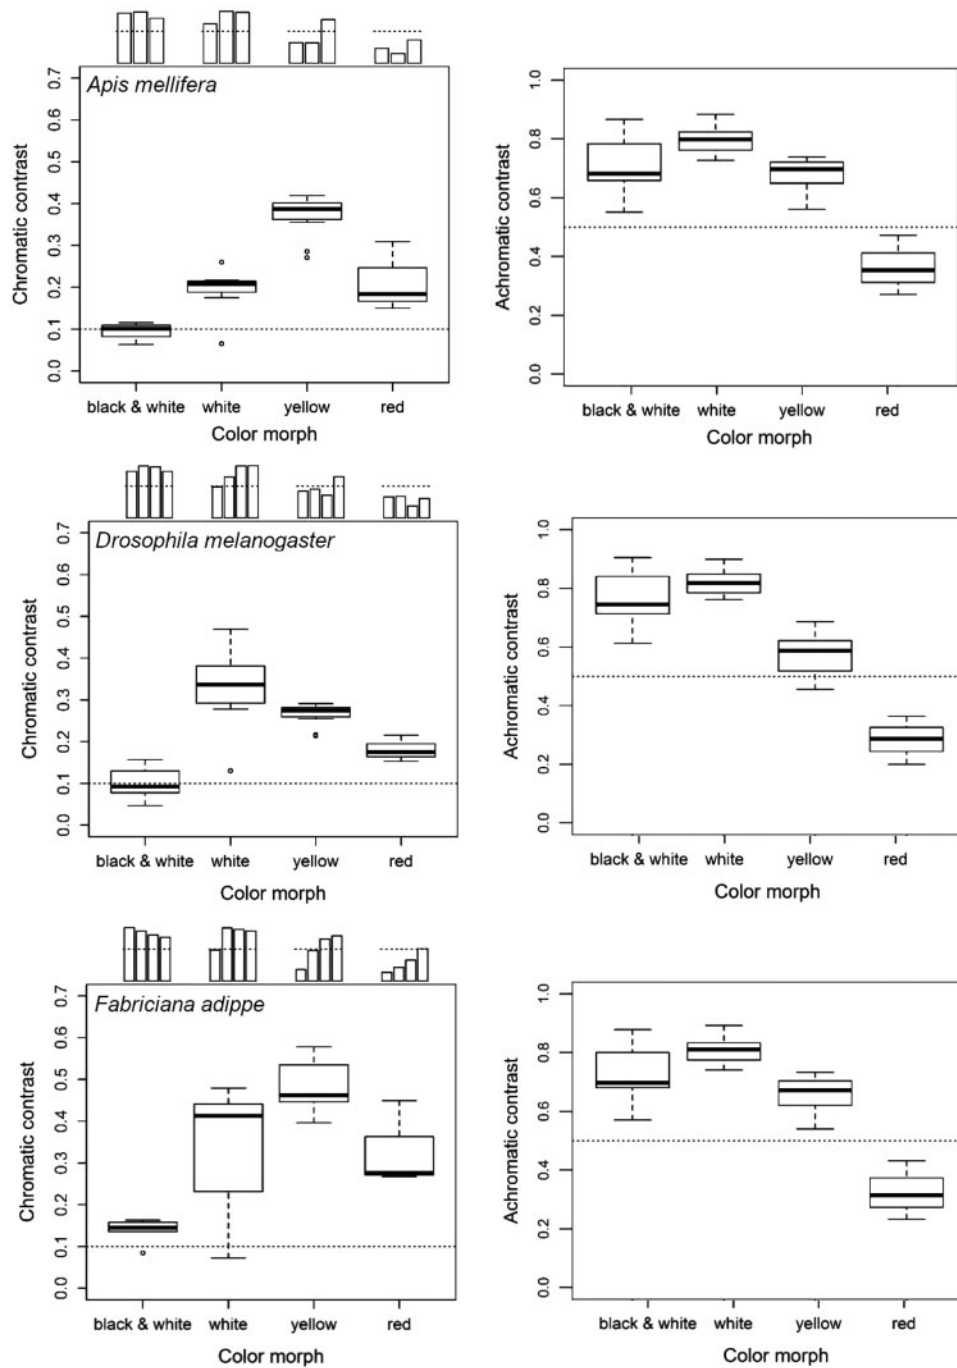 Apis mellifera
Chromatic contrast
0.7
0.6
0.5
0.4
0.3
0.2
0.1
0.0
black & white white yellow red
Color morph
Achromatic contrast
1.0
0.8
0.6
0.4
0.2
0.0
black & white white yellow red
Color morph
Drosophila melanogaster
Chromatic contrast
0.7
0.6
0.5
0.4
0.3
0.2
0.1
0.0
black & white white yellow red
Color morph
Achromatic contrast
1.0
0.8
0.6
0.4
0.2
0.0
black & white white yellow red
Color morph
Fabriciana adippe
Chromatic contrast
0.7
0.6
0.5
0.4
0.3
0.2
0.1
0.0
black & white white yellow red
Color morph
Achromatic contrast
1.0
0.8
0.6
0.4
0.2
0.0
black & white white yellow red
Color morph